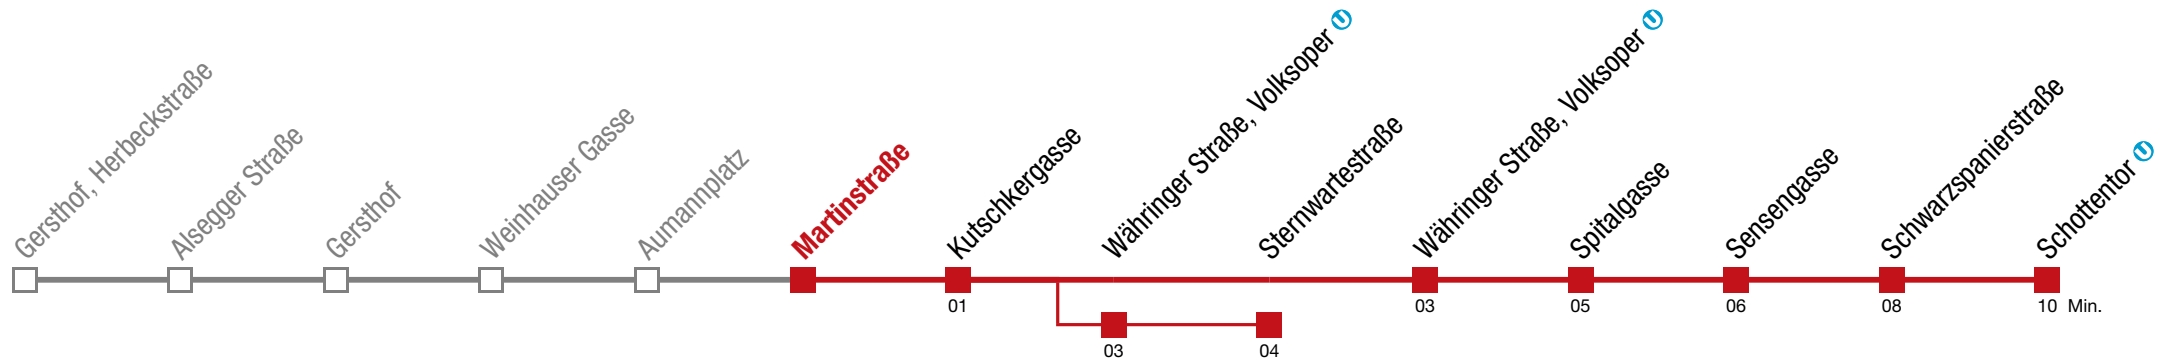 Gersthof, Herbeckstraße
Alsegger Straße
Gersthof
Weinhauser Gasse
Aumannplatz
Martinstraße
Kutschkergasse
Währinger Straße, Volksoper U
Sternwartestraße
Währinger Straße, Volksoper U
Spitalgasse
Sensengasse
Schwarzspanierstraße
Schottentor U
01
03
05
06
08
10 Min.
03
04